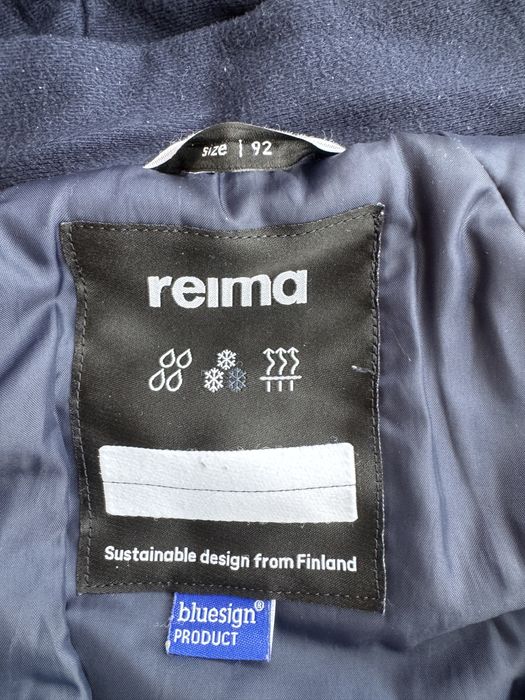 size | 92
reima
Sustainable design from Finland
bluesign®
PRODUCT